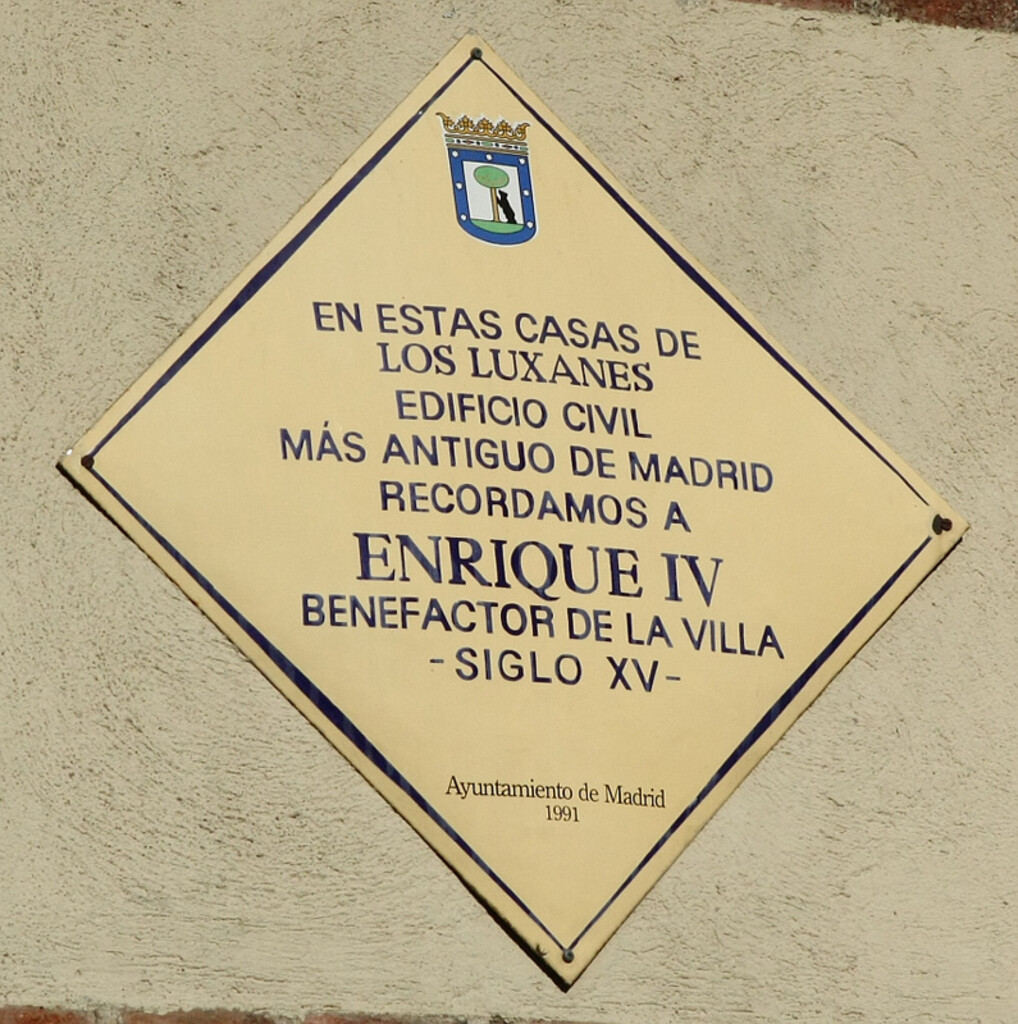 EN ESTAS CASAS DE
LOS LUXANES
EDIFICIO CIVIL
MÁS ANTIGUO DE MADRID
RECORDAMOS A
ENRIQUE IV
BENEFACTOR DE LA VILLA
-SIGLO XV-
Ayuntamiento de Madrid
1991